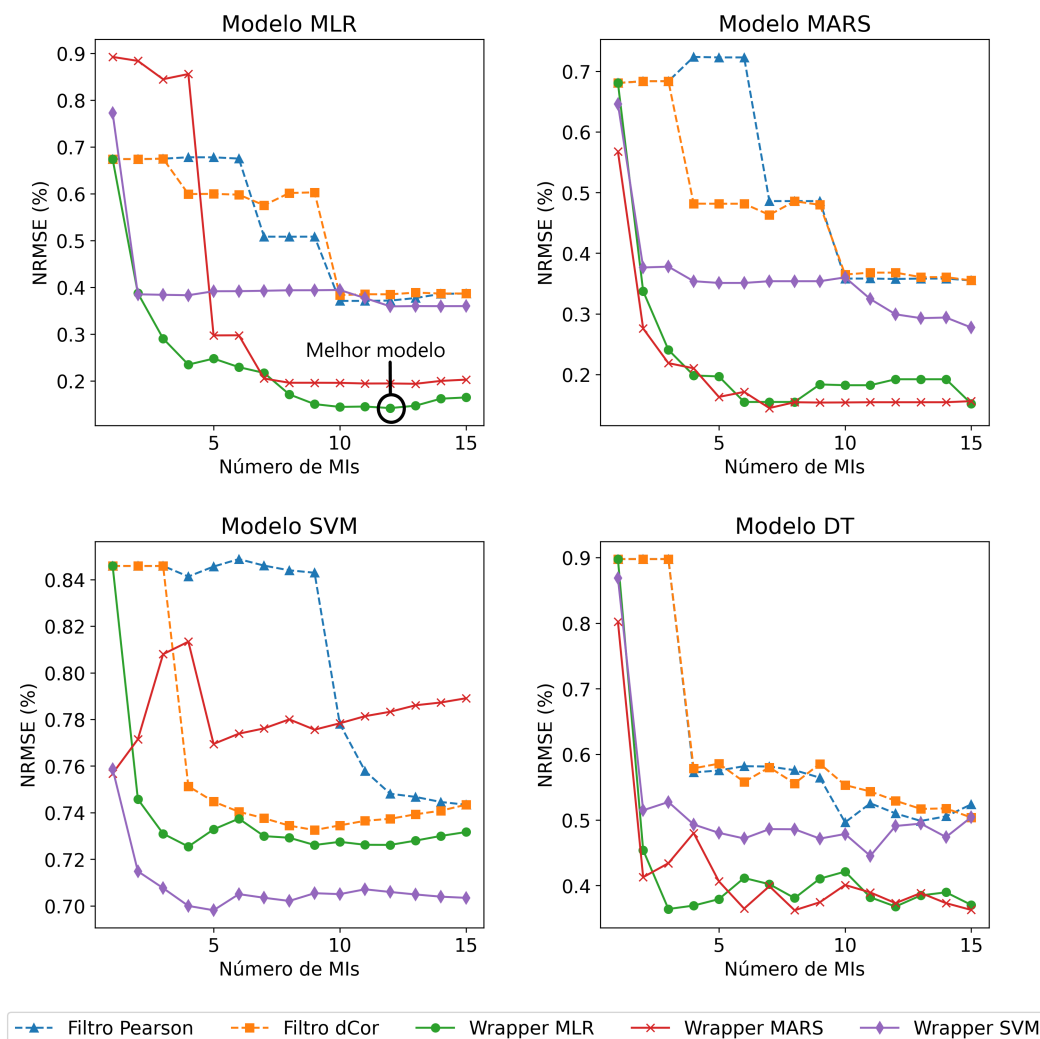 Modelo MLR
0.9
0.8
0.7
0.6
0.5
0.4
0.3
0.2
NRMSE (%)
Melhor modelo
5 10 15
Número de MIs
Modelo MARS
0.7
0.6
0.5
0.4
0.3
0.2
NRMSE (%)
5 10 15
Número de MIs
Modelo SVM
0.84
0.82
0.80
0.78
0.76
0.74
0.72
0.70
NRMSE (%)
5 10 15
Número de MIs
Modelo DT
0.9
0.8
0.7
0.6
0.5
0.4
NRMSE (%)
5 10 15
Número de MIs
Filtro Pearson Filtro dCor Wrapper MLR Wrapper MARS Wrapper SVM